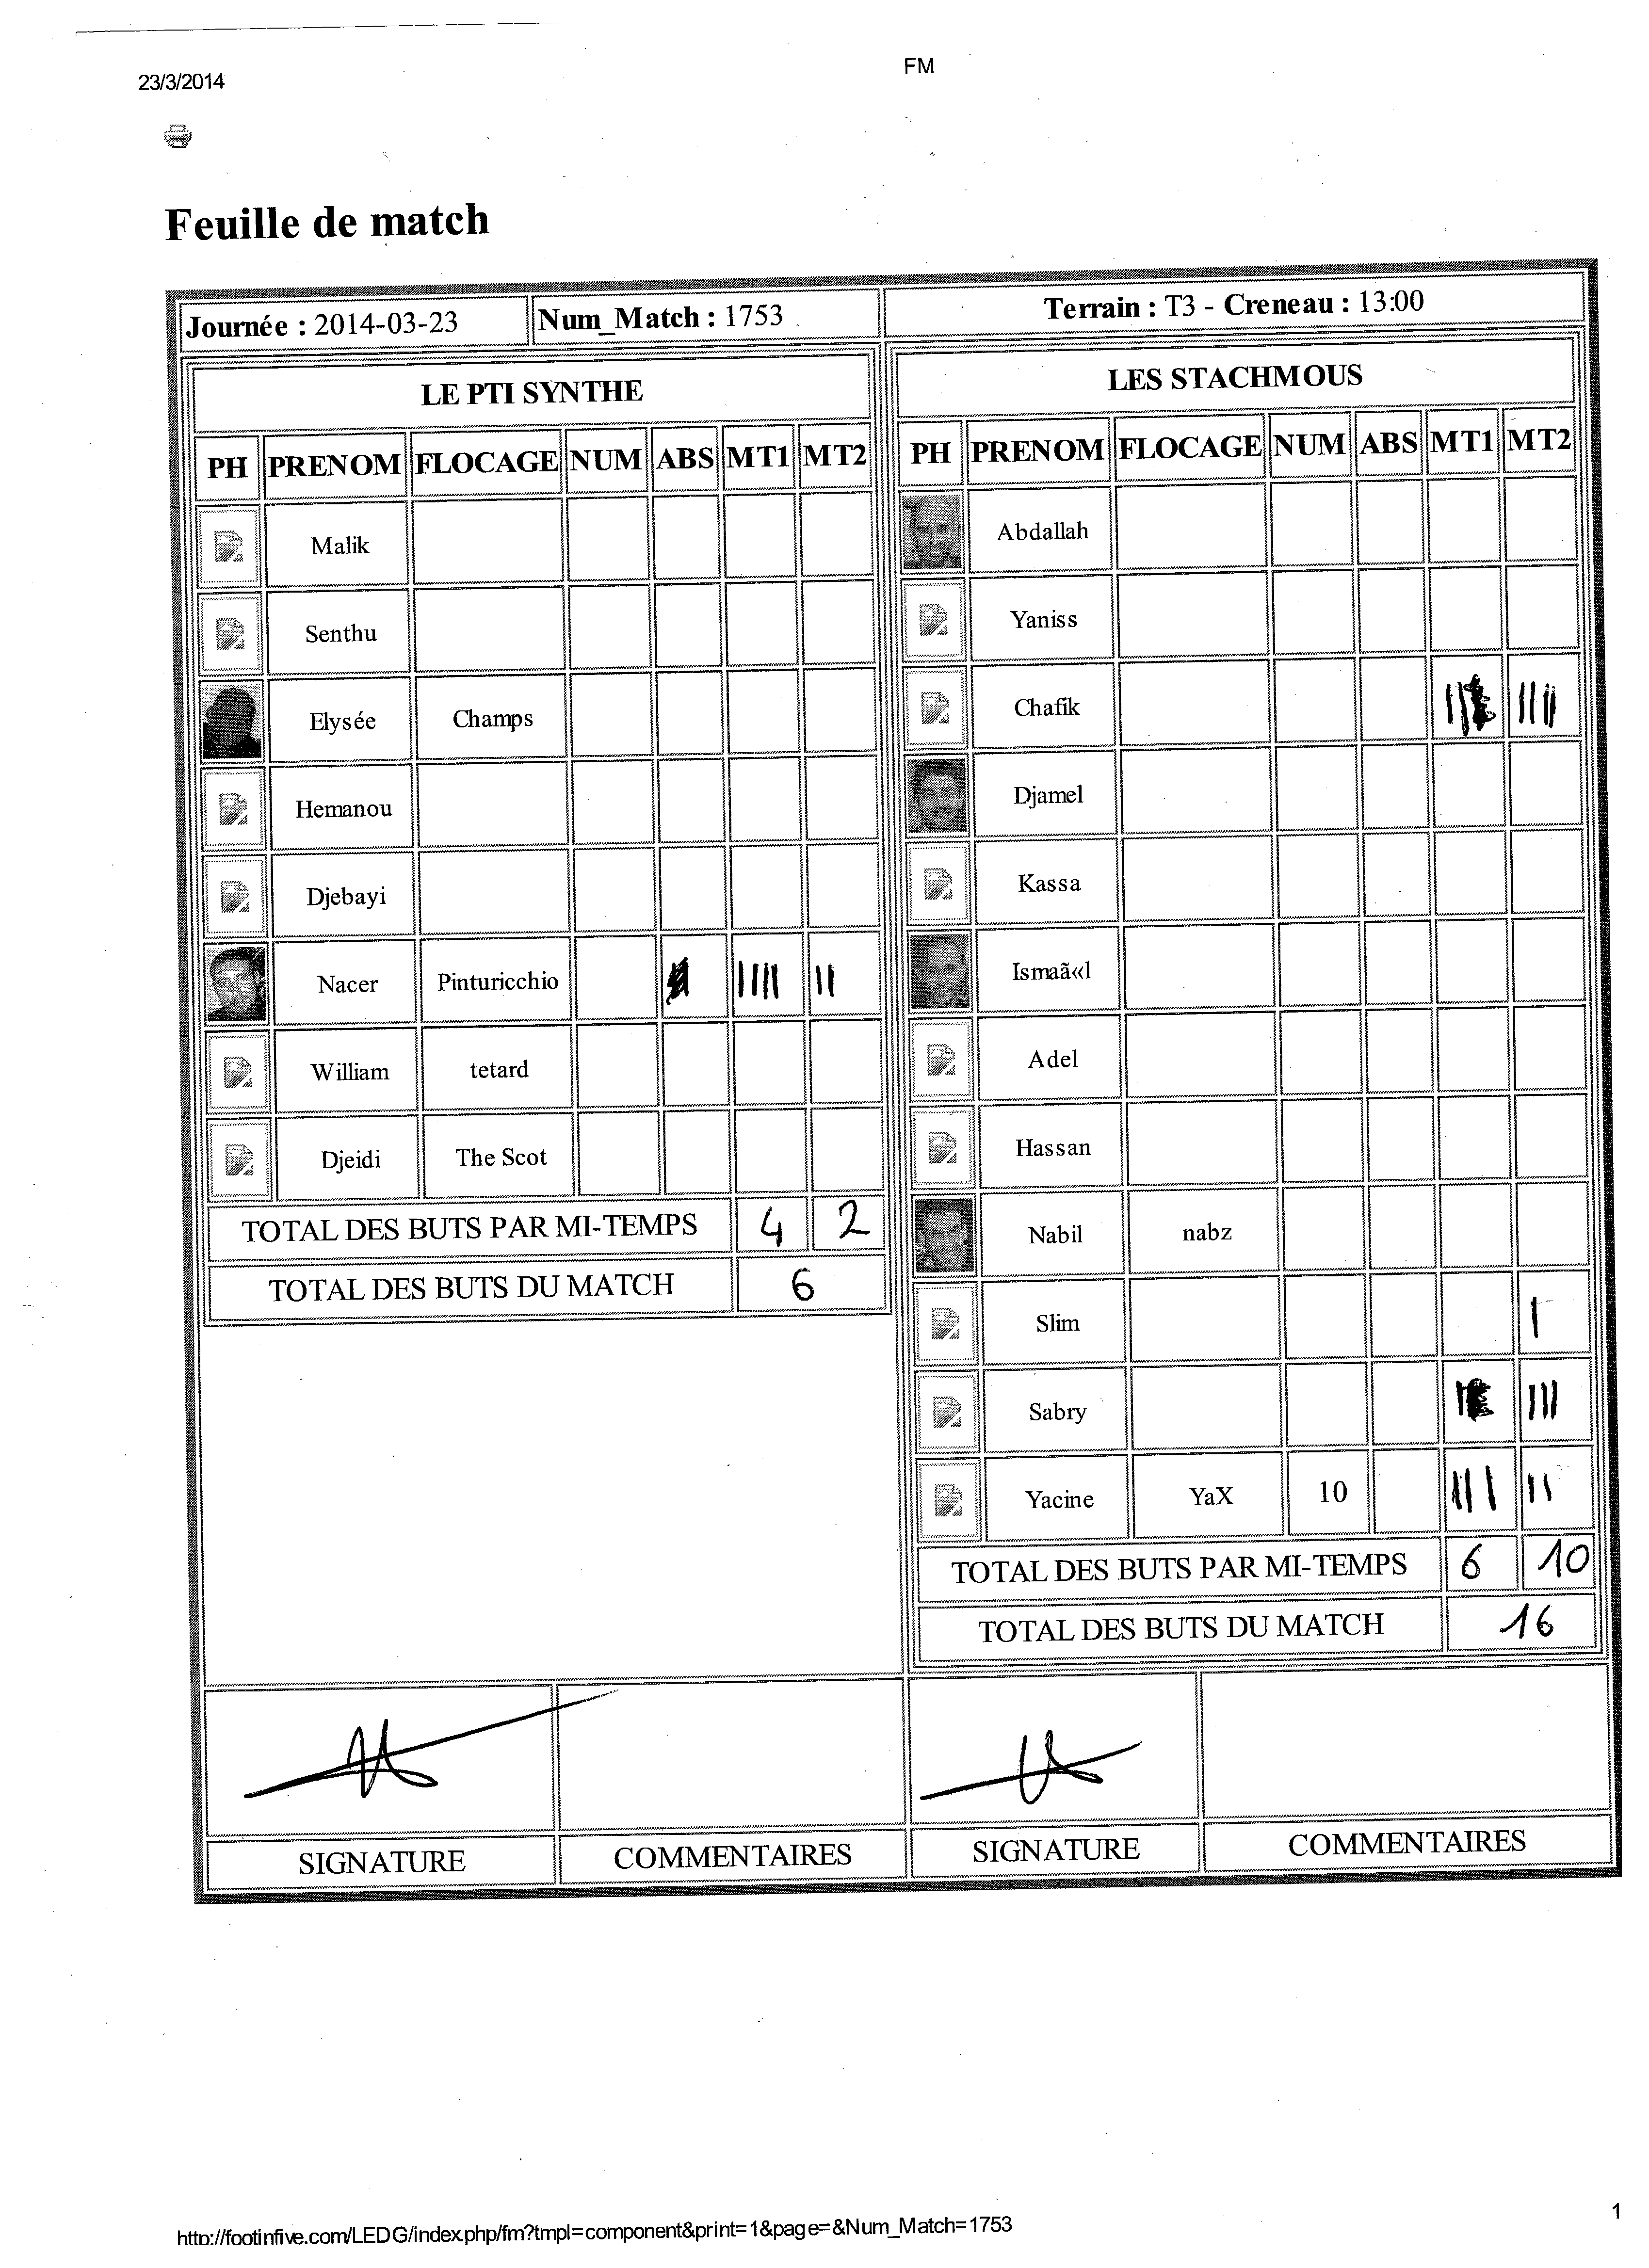 23/3/2014
FM
Feuille de match
Journée : 2014-03-23
Num_Match : 1753
Terrain : T3 - Creneau : 13:00
LE PTI SYNTHE
PH PRENOM FLOCAGE NUM ABS MT1 MT2
Malik
Senthu
Elysée Champs
Hemanou
Djebayi
Nacer Pinturicchio IIII II
William tetard
Djeidi The Scot
TOTAL DES BUTS PAR MI-TEMPS 4 2
TOTAL DES BUTS DU MATCH 6
LES STACHMOUS
PH PRENOM FLOCAGE NUM ABS MT1 MT2
Abdallah
Yaniss
Chafik II IIII
Djamel
Kassa
Ismaã«l
Adel
Hassan
Nabil nabz
Slim I
Sabry I III
Yacine YaX 10 III II
TOTAL DES BUTS PAR MI-TEMPS 6 10
TOTAL DES BUTS DU MATCH 16
SIGNATURE COMMENTAIRES SIGNATURE COMMENTAIRES
http://footinfive.com/LEDG/index.php/fm?tmpl=component&print=1&page=&Num_Match=1753
1